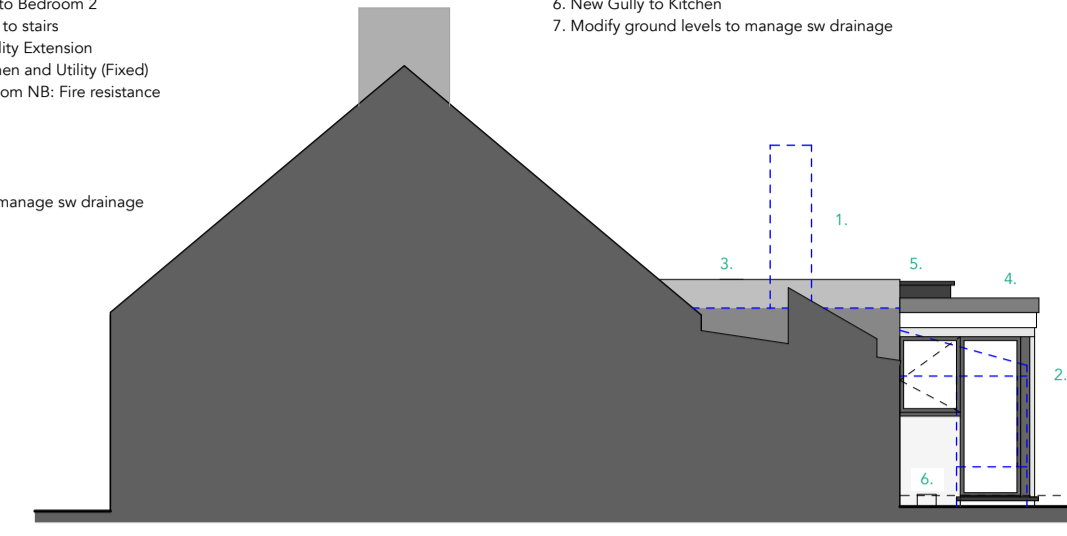 to Bedroom 2
to stairs
lity Extension
en and Utility (Fixed)
om NB: Fire resistance
manage sw drainage
6. New Gully to Kitchen
7. Modify ground levels to manage sw drainage
1.
3.
5.
4.
2.
6.